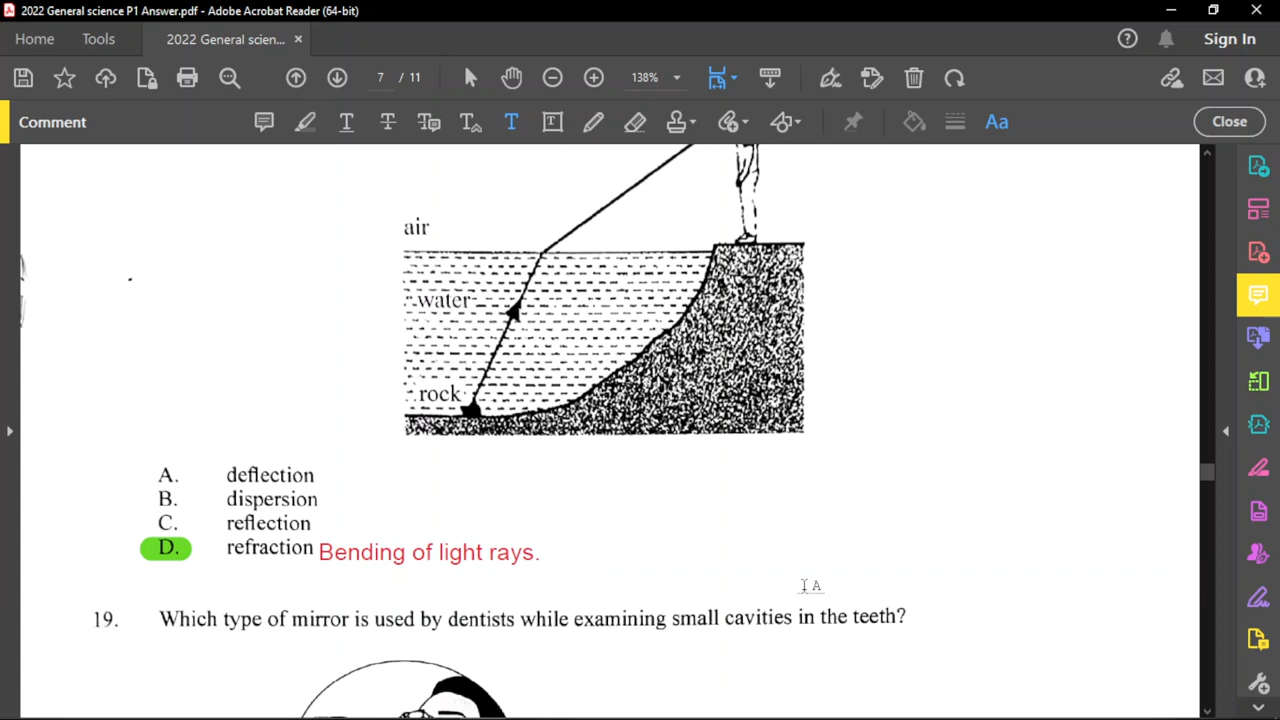 2022 General science P1 Answer.pdf - Adobe Acrobat Reader (64-bit)
Home Tools 2022 General scien... Sign In
7 / 11 138%
Comment Aa Close
air
water
rock
A. deflection
B. dispersion
C. reflection
D. refraction Bending of light rays.
A
19. Which type of mirror is used by dentists while examining small cavities in the teeth?